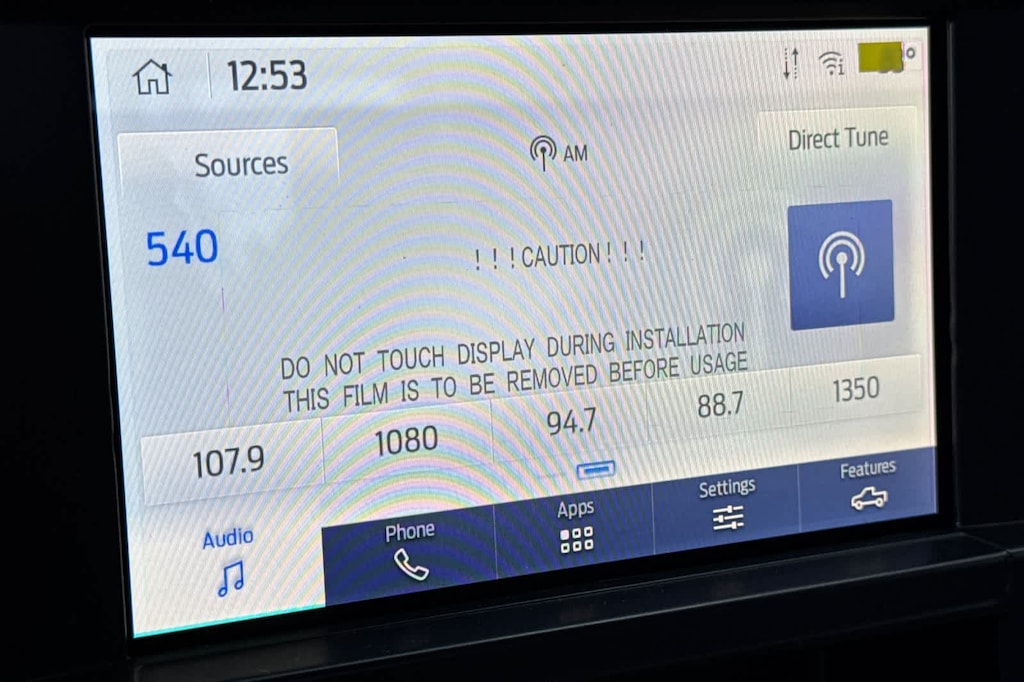 12:53
Sources
AM
Direct Tune
540
! ! ! CAUTION ! ! !
DO NOT TOUCH DISPLAY DURING INSTALLATION
THIS FILM IS TO BE REMOVED BEFORE USAGE
107.9
1080
94.7
88.7
1350
Audio
Phone
Apps
Settings
Features